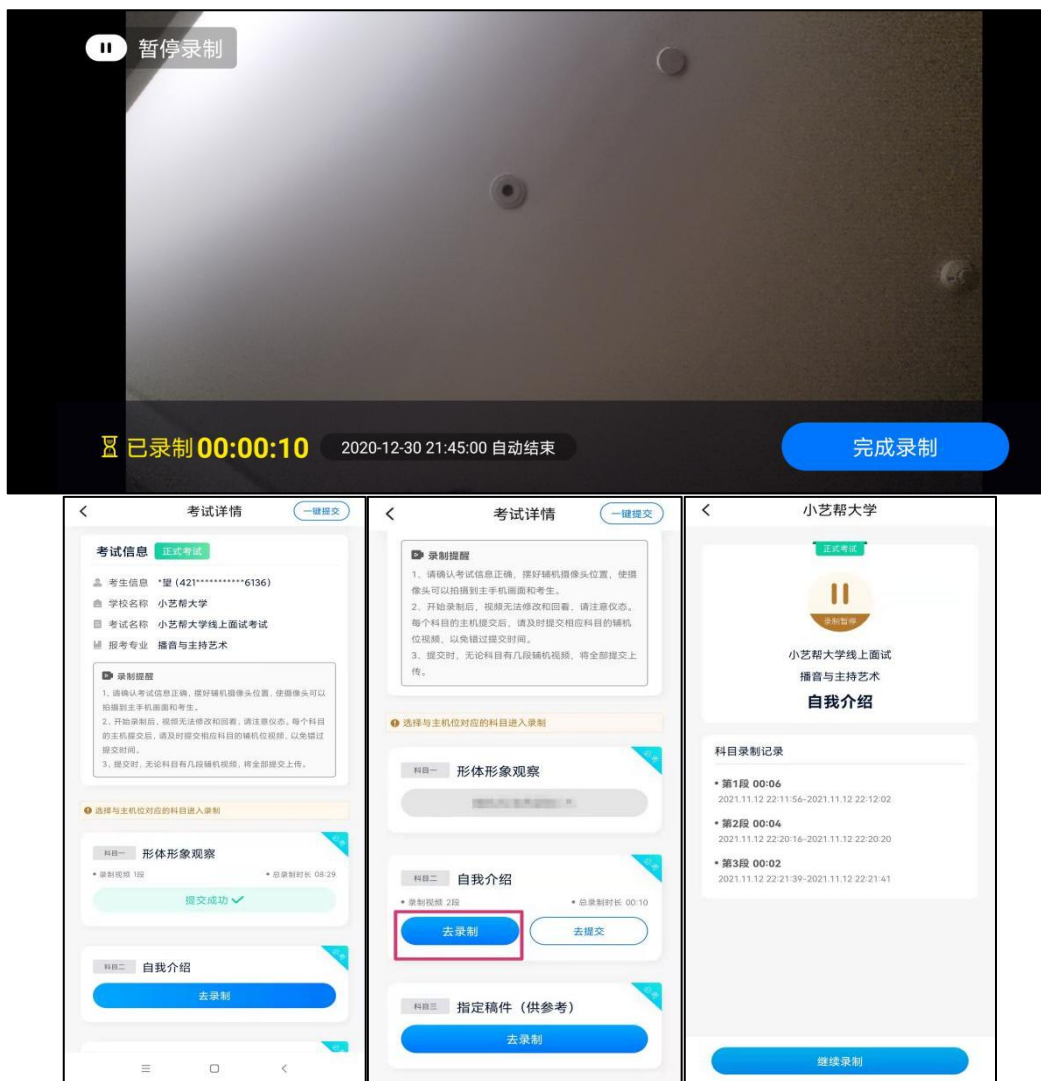 暂停录制
已录制 00:00:10 2020-12-30 21:45:00 自动结束 完成录制
考试详情 一键提交
考试信息 正式考试
考生信息 *望 (421***********6136)
学校名称 小艺帮大学
考试名称 小艺帮大学线上面试考试
报考专业 播音与主持艺术
录制提醒
1、请确认考试信息正确，摆好辅机摄像头位置，使摄像头可以
拍摄到主手机画面和考生。
2、开始录制后，视频无法修改和回看，请注意仪态。每个科目
的主机提交后，请及时提交相应科目的辅机位视频，以免错过
提交时间。
3、提交时，无论科目有几段辅机视频，将全部提交上传。
选择与主机位对应的科目进入录制
科目一 形体形象观察
必考
• 录制视频 1段 • 总录制时长 08:29
提交成功
科目二 自我介绍
必考
去录制
考试详情 一键提交
录制提醒
1、请确认考试信息正确，摆好辅机摄像头位置，使摄
像头可以拍摄到主手机画面和考生。
2、开始录制后，视频无法修改和回看，请注意仪态。
每个科目的主机提交后，请及时提交相应科目的辅机
位视频，以免错过提交时间。
3、提交时，无论科目有几段辅机视频，将全部提交上
传。
选择与主机位对应的科目进入录制
科目一 形体形象观察
必考
科目二 自我介绍
必考
• 录制视频 2段 • 总录制时长 00:10
去录制 去提交
科目三 指定稿件（供参考）
必考
去录制
小艺帮大学
正式考试
录制暂停
小艺帮大学线上面试
播音与主持艺术
自我介绍
科目录制记录
• 第1段 00:06
2021.11.12 22:11:56-2021.11.12 22:12:02
• 第2段 00:04
2021.11.12 22:20:16-2021.11.12 22:20:20
• 第3段 00:02
2021.11.12 22:21:39-2021.11.12 22:21:41
继续录制